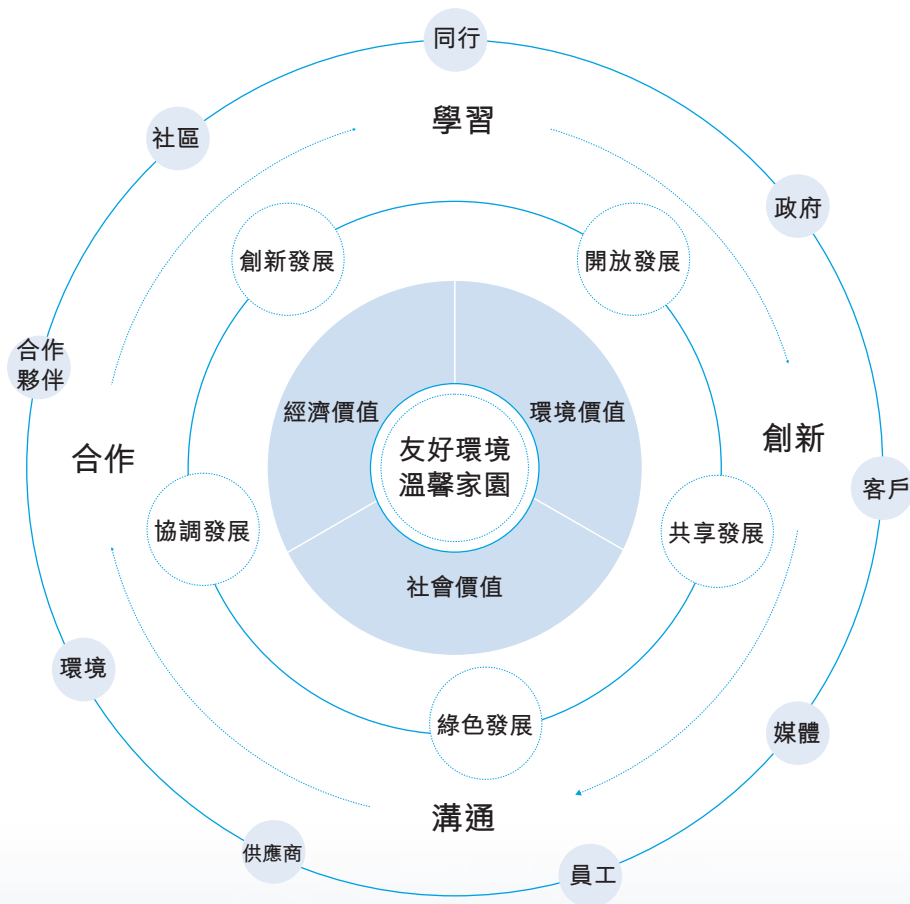 同行
學習
社區
政府
創新發展
開放發展
合作
夥伴
經濟價值
環境價值
友好環境
溫馨家園
合作
創新
客戶
協調發展
共享發展
社會價值
環境
綠色發展
媒體
溝通
供應商
員工